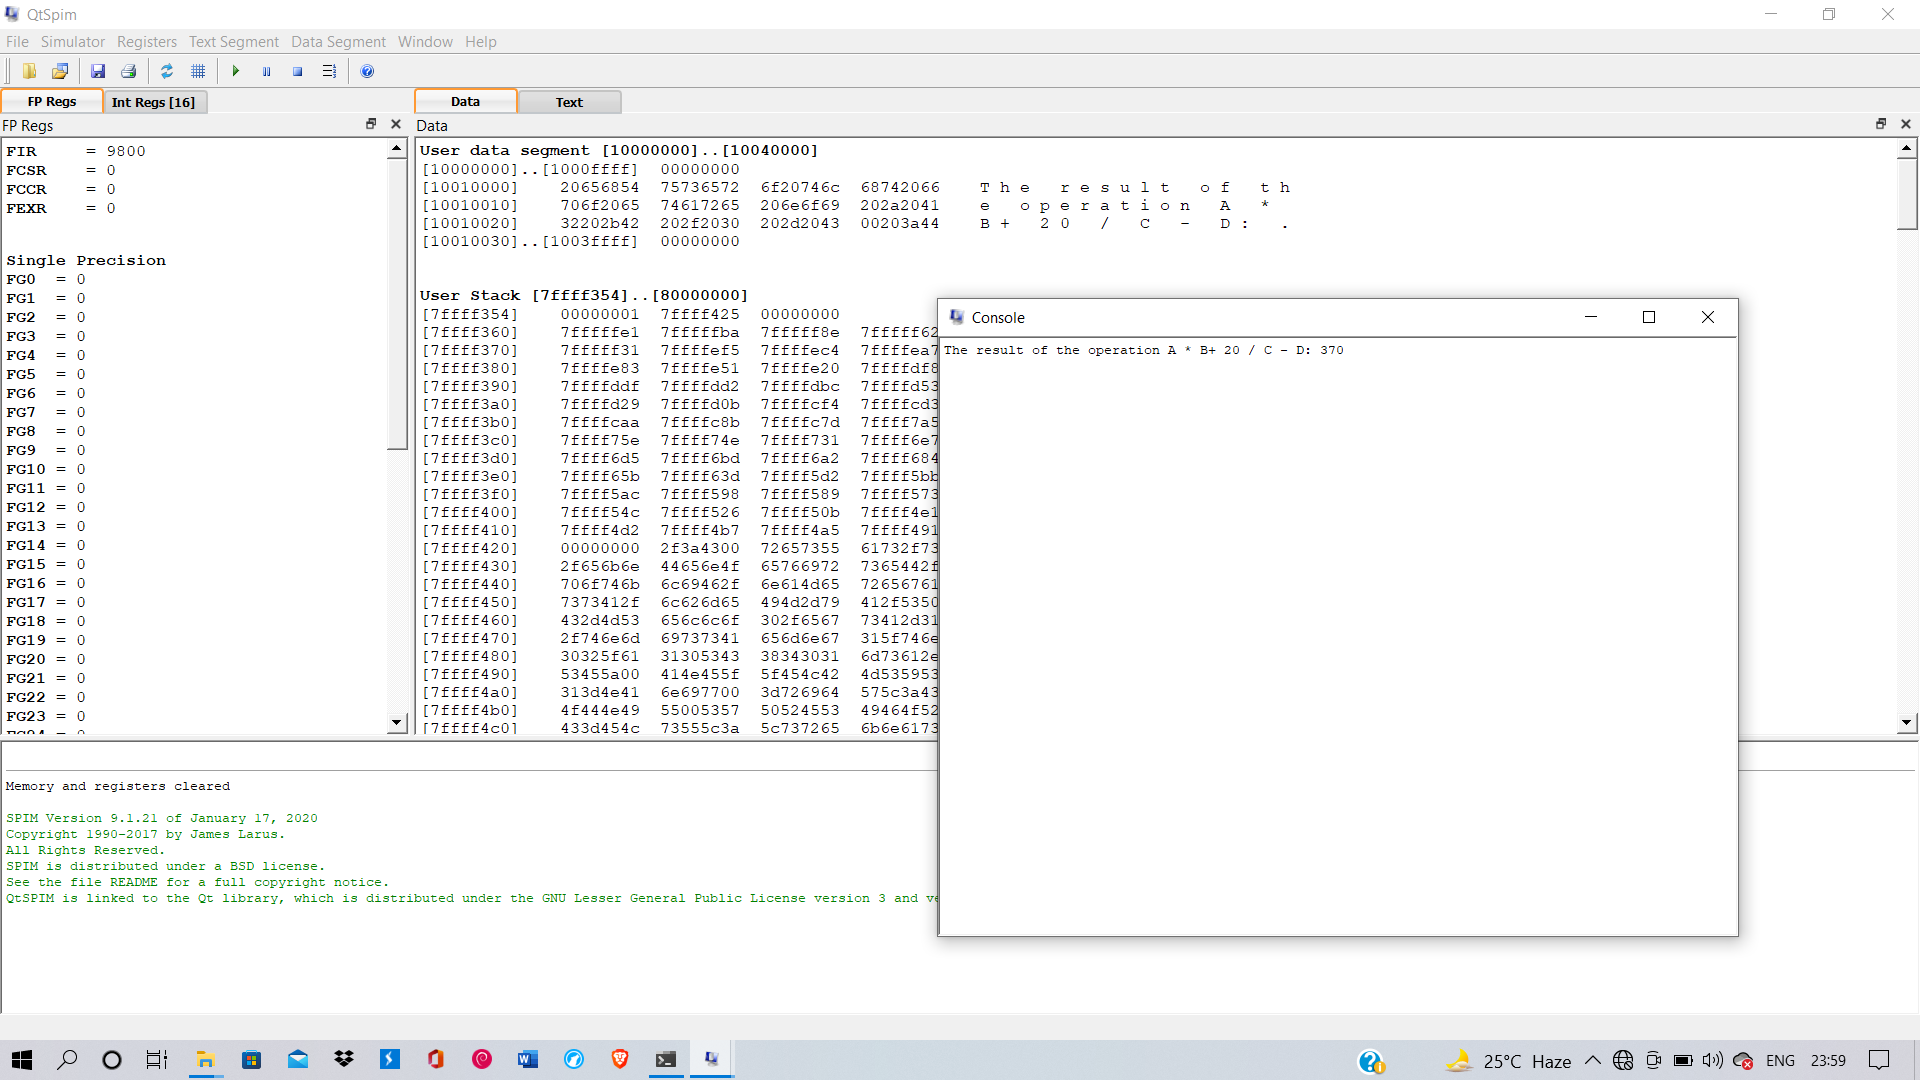 QtSpim
File Simulator Registers Text Segment Data Segment Window Help
FP Regs Int Regs [16] Data Text
FP Regs
FIR = 9800
FCSR = 0
FCCR = 0
FEXR = 0
Single Precision
FG0 = 0
FG1 = 0
FG2 = 0
FG3 = 0
FG4 = 0
FG5 = 0
FG6 = 0
FG7 = 0
FG8 = 0
FG9 = 0
FG10 = 0
FG11 = 0
FG12 = 0
FG13 = 0
FG14 = 0
FG15 = 0
FG16 = 0
FG17 = 0
FG18 = 0
FG19 = 0
FG20 = 0
FG21 = 0
FG22 = 0
FG23 = 0
Data
User data segment [10000000]..[10040000]
[10000000]..[1000ffff] 00000000
[10010000] 20656854 75736572 6f20746c 68742066 T h e r e s u l t o f t h
[10010010] 706f2065 74617265 206e6f69 202a2041 e o p e r a t i o n A *
[10010020] 32202b42 202f2030 202d2043 00203a44 B + 2 0 / C - D : .
[10010030]..[1003ffff] 00000000
User Stack [7ffff354]..[80000000]
[7ffff354] 00000001 7ffff425 00000000
[7ffff360] 7fffffe1 7fffffba 7fffff8e 7fffff62
[7ffff370] 7fffff31 7ffffef5 7ffffec4 7ffffea7
[7ffff380] 7ffffe83 7ffffe51 7ffffe20 7ffffdf8
[7ffff390] 7ffffddf 7ffffdd2 7ffffdbc 7ffffd53
[7ffff3a0] 7ffffd29 7ffffd0b 7ffffcf4 7ffffcd3
[7ffff3b0] 7ffffcaa 7ffffc8b 7ffffc7d 7ffff7a5
[7ffff3c0] 7ffff75e 7ffff74e 7ffff731 7ffff6e7
[7ffff3d0] 7ffff6d5 7ffff6bd 7ffff6a2 7ffff684
[7ffff3e0] 7ffff65b 7ffff63d 7ffff5d2 7ffff5bb
[7ffff3f0] 7ffff5ac 7ffff598 7ffff589 7ffff573
[7ffff400] 7ffff54c 7ffff526 7ffff50b 7ffff4e1
[7ffff410] 7ffff4d2 7ffff4b7 7ffff4a5 7ffff491
[7ffff420] 00000000 2f3a4300 72657355 61732f73
[7ffff430] 2f656b6e 44656e4f 65766972 7365442f
[7ffff440] 706f746b 6c69462f 6e614d65 72656761
[7ffff450] 7373412f 6c626d65 494d2d79 412f5350
[7ffff460] 432d4d53 656c6c6f 302f6567 73412d31
[7ffff470] 2f746e6d 69737341 656d6e67 315f746e
[7ffff480] 30325f61 31305343 38343031 6d73612e
[7ffff490] 53455a00 414e455f 5f454c42 4d535953
[7ffff4a0] 313d4e41 6e697700 3d726964 575c3a43
[7ffff4b0] 4f444e49 55005357 50524553 49464f52
[7ffff4c0] 433d454c 73555c3a 5c737265 6b6e6173
Console
The result of the operation A * B+ 20 / C - D: 370
Memory and registers cleared
SPIM Version 9.1.21 of January 17, 2020
Copyright 1990-2017 by James Larus.
All Rights Reserved.
SPIM is distributed under a BSD license.
See the file README for a full copyright notice.
QtSPIM is linked to the Qt library, which is distributed under the GNU Lesser General Public License version 3 and ve
25°C Haze ENG 23:59